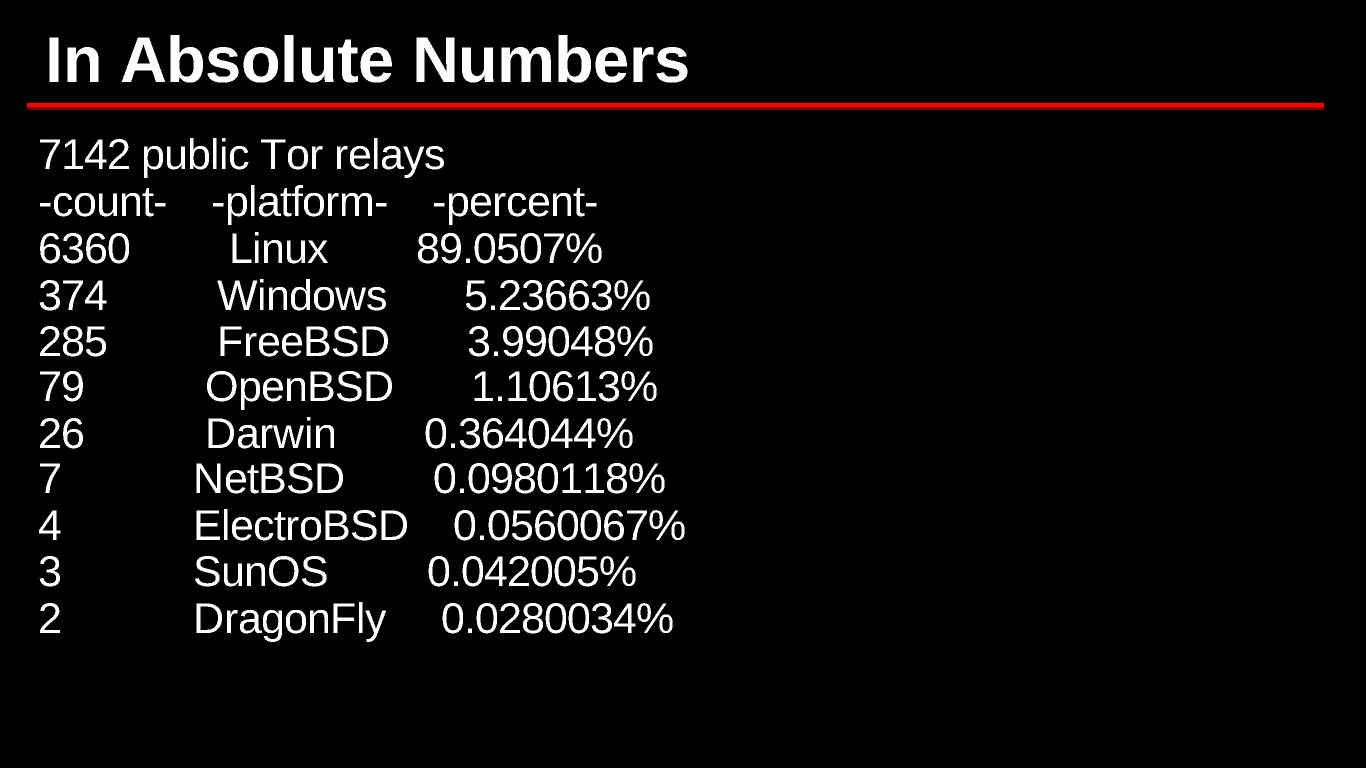 In Absolute Numbers
7142 public Tor relays
-count- -platform- -percent-
6360 Linux 89.0507%
374 Windows 5.23663%
285 FreeBSD 3.99048%
79 OpenBSD 1.10613%
26 Darwin 0.364044%
7 NetBSD 0.0980118%
4 ElectroBSD 0.0560067%
3 SunOS 0.042005%
2 DragonFly 0.0280034%